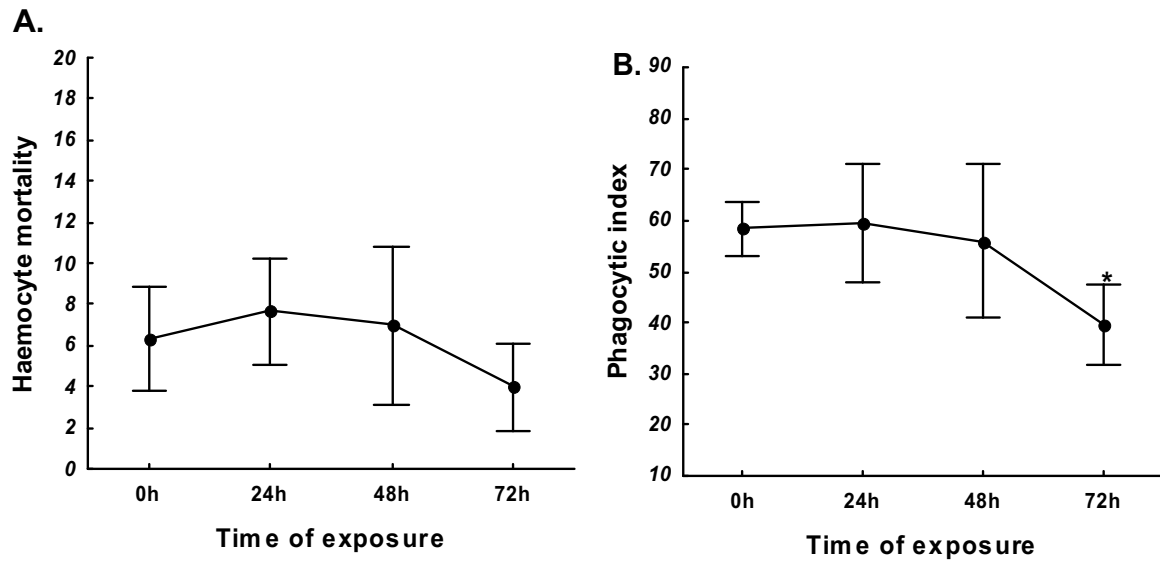 A.
20
18
16
14
12
10
8
6
4
2
0
Haemocyte mortality
0h 24h 48h 72h
Time of exposure
B.
90
80
70
60
50
40
30
20
10
Phagocytic index
*
0h 24h 48h 72h
Time of exposure